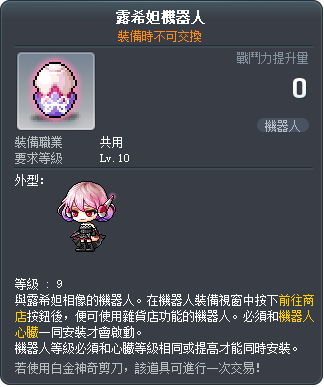 露希妲機器人
裝備時不可交換
戰鬥力提升量
0
機器人
裝備職業 共用
要求等級 Lv.10
外型:
等級 : 9
與露希妲相像的機器人。在機器人裝備視窗中按下前往商
店按鈕後，便可使用雜貨店功能的機器人。必須和機器人
心臟一同安裝才會啟動。
機器人等級必須和心臟等級相同或提高才能同時安裝。
若使用白金神奇剪刀，該道具可進行一次交易!